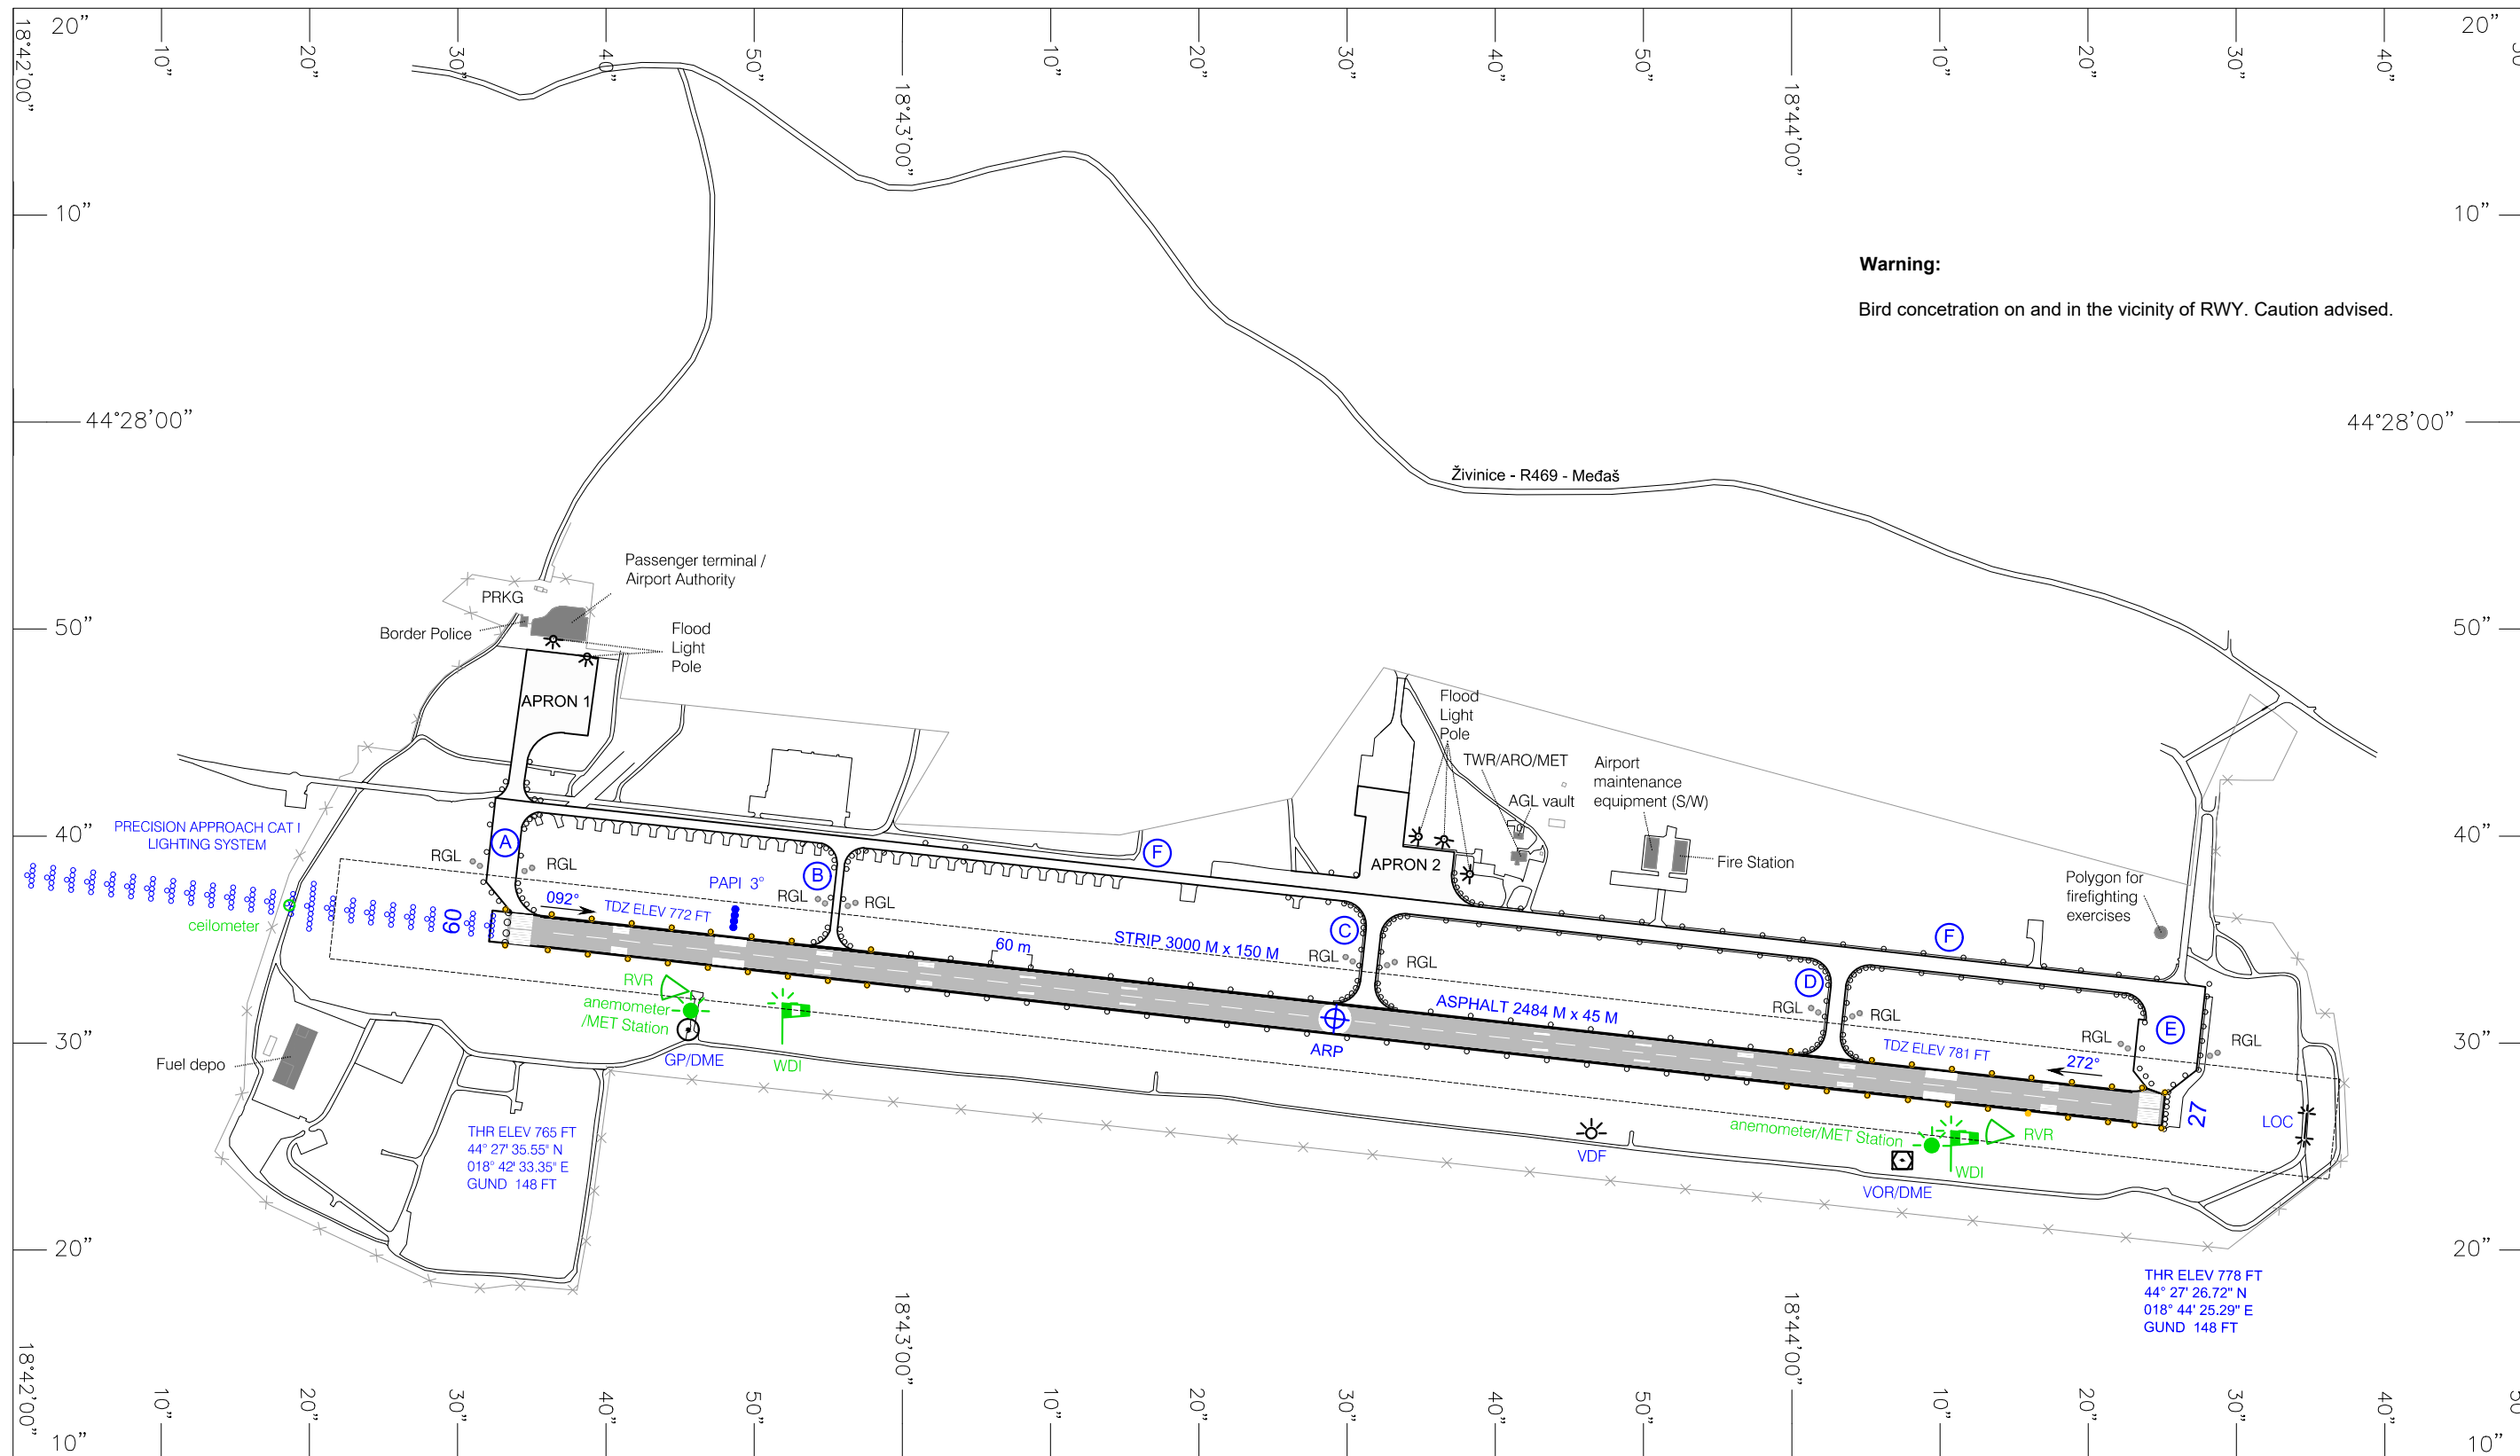 20”
20”
18°42’00”
10”
20”
30”
40”
50”
18°43’00”
10”
20”
30”
40”
50”
18°44’00”
10”
20”
30”
40”
10”
10”
Warning:
Bird concetration on and in the vicinity of RWY. Caution advised.
44°28’00”
44°28’00”
Živinice - R469 - Međaš
Passenger terminal /
Airport Authority
PRKG
Border Police
Flood
Light
Pole
50”
50”
APRON 1
Flood
Light
Pole
TWR/ARO/MET
Airport
maintenance
equipment (S/W)
AGL vault
Fire Station
APRON 2
40”
40”
PRECISION APPROACH CAT I
LIGHTING SYSTEM
ceilometer
RGL
A
RGL
PAPI 3°
B
RGL
RGL
F
092°
TDZ ELEV 772 FT
09
STRIP 3000 M x 150 M
60 m
C
RGL
RGL
Polygon for
firefighting
exercises
F
D
RGL
RGL
ASPHALT 2484 M x 45 M
ARP
TDZ ELEV 781 FT
272°
RGL
E
RGL
27
LOC
RVR
anemometer
/MET Station
GP/DME
WDI
30”
30”
Fuel depo
THR ELEV 765 FT
44° 27' 35.55" N
018° 42' 33.35" E
GUND 148 FT
VDF
anemometer/MET Station
RVR
WDI
VOR/DME
20”
20”
THR ELEV 778 FT
44° 27' 26.72" N
018° 44' 25.29" E
GUND 148 FT
18°42’00”
10”
20”
30”
40”
50”
18°43’00”
10”
20”
30”
40”
50”
18°44’00”
10”
20”
30”
40”
10”
10”